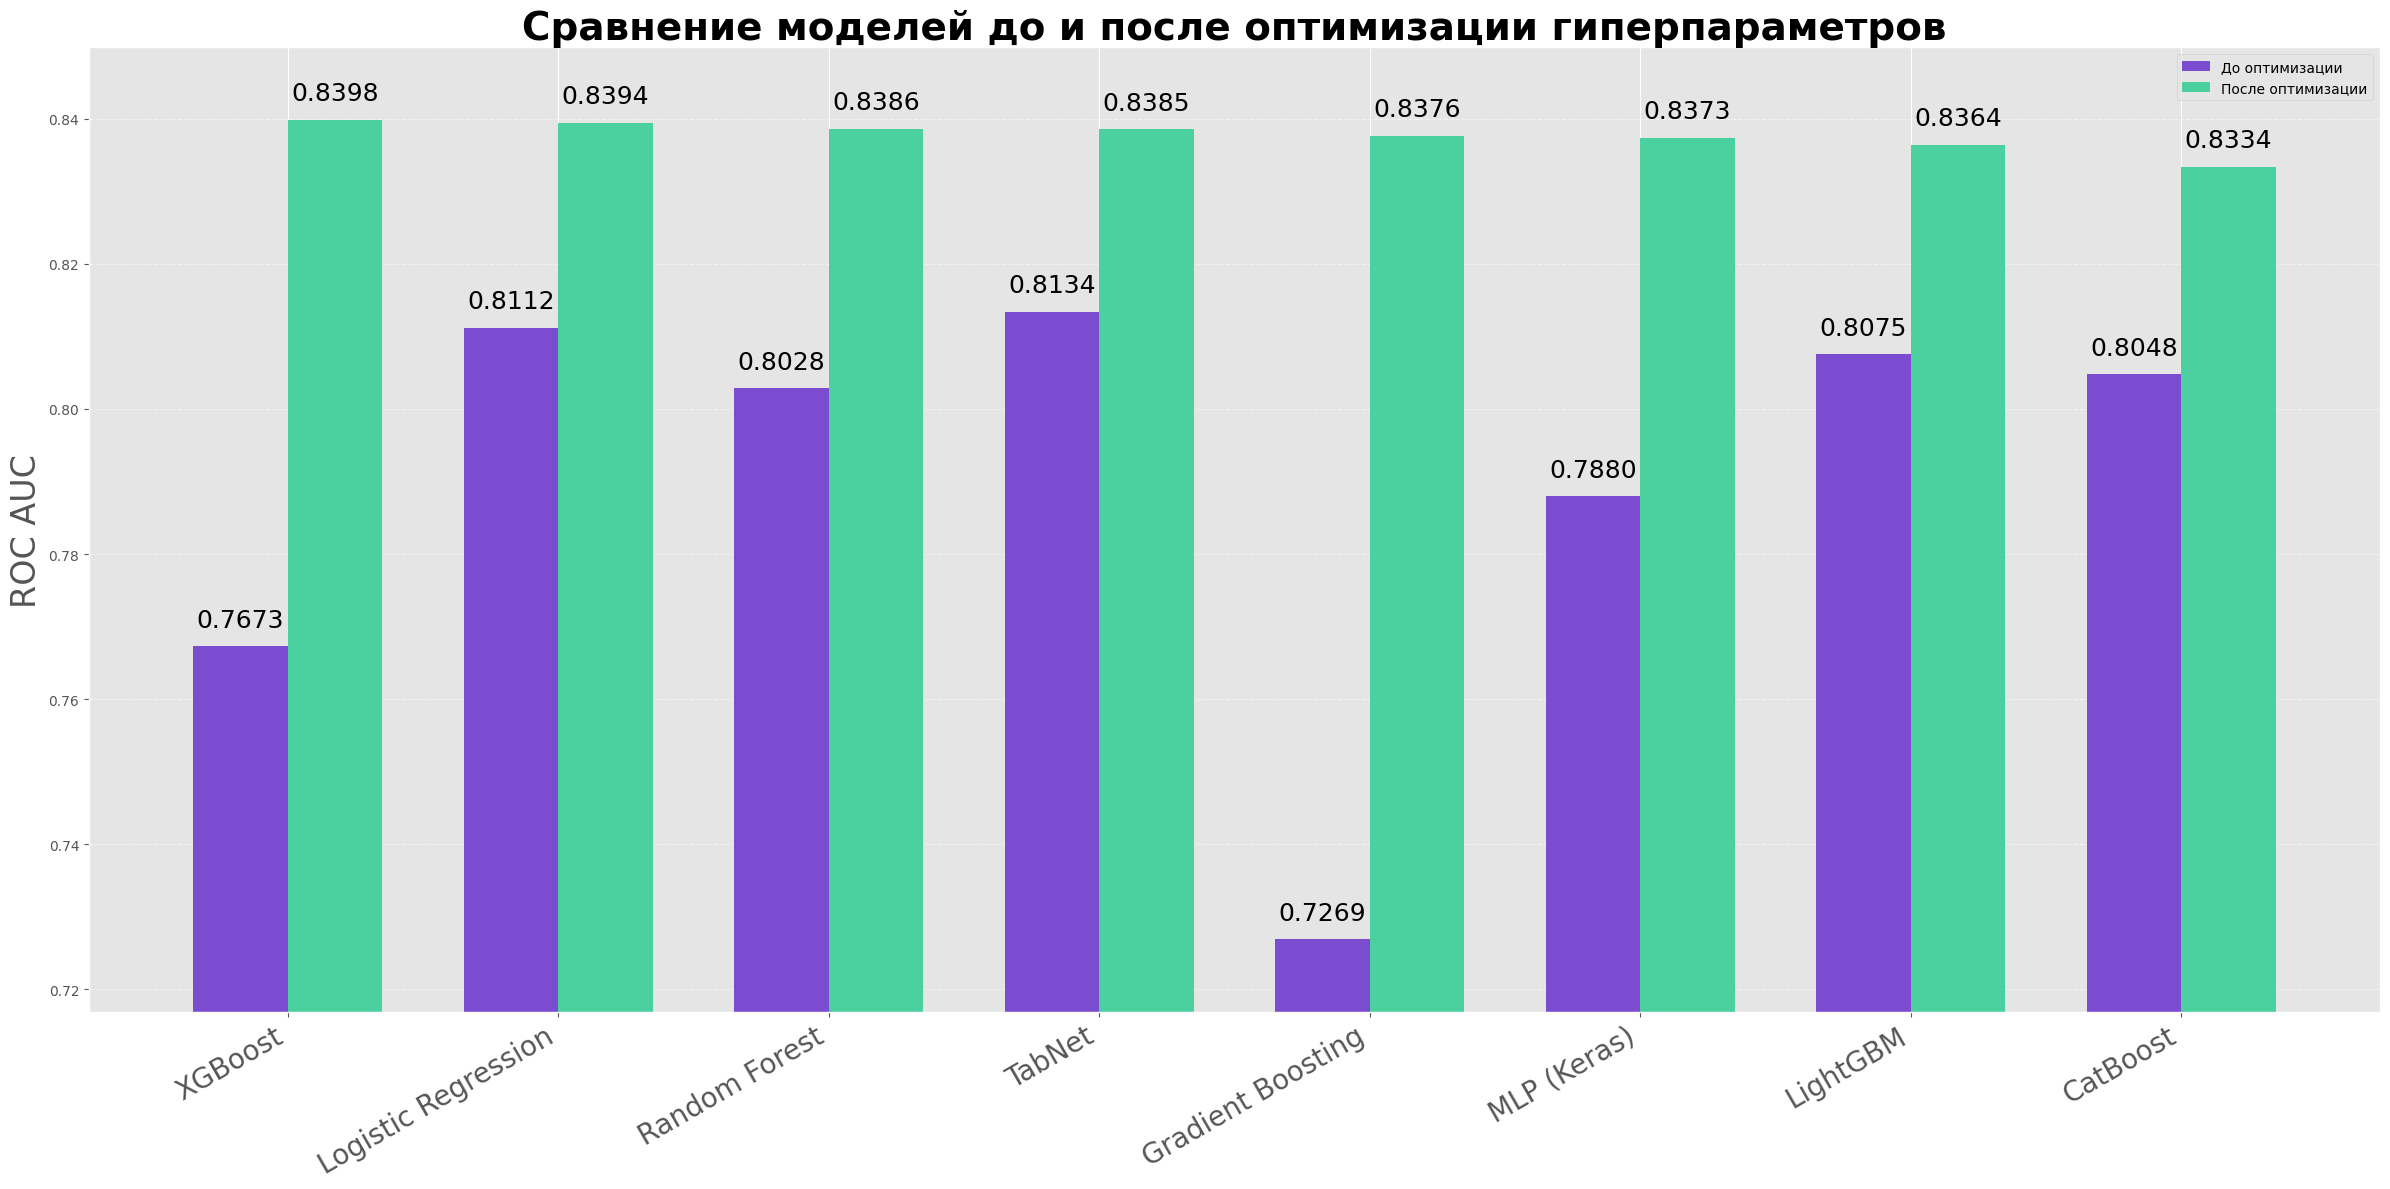 Сравнение моделей до и после оптимизации гиперпараметров
До оптимизации
После оптимизации
ROC AUC
0.84
0.82
0.80
0.78
0.76
0.74
0.72
0.7673
0.8398
0.8112
0.8394
0.8028
0.8386
0.8134
0.8385
0.7269
0.8376
0.7880
0.8373
0.8075
0.8364
0.8048
0.8334
XGBoost
Logistic Regression
Random Forest
TabNet
Gradient Boosting
MLP (Keras)
LightGBM
CatBoost